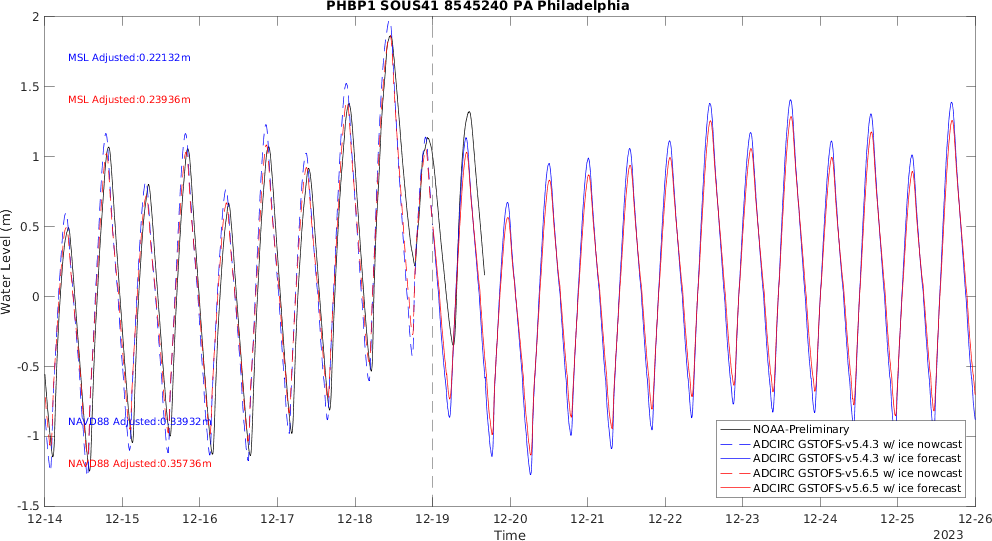 PHBP1 SOUS41 8545240 PA Philadelphia
2
1.5
1
0.5
0
-0.5
-1
-1.5
Water Level (m)
MSL Adjusted:0.22132m
MSL Adjusted:0.23936m
NAVD88 Adjusted:0.33932m
NAVD88 Adjusted:0.35736m
NOAA-Preliminary
ADCIRC GSTOFS-v5.4.3 w/ ice nowcast
ADCIRC GSTOFS-v5.4.3 w/ ice forecast
ADCIRC GSTOFS-v5.6.5 w/ ice nowcast
ADCIRC GSTOFS-v5.6.5 w/ ice forecast
12-14 12-15 12-16 12-17 12-18 12-19 12-20 12-21 12-22 12-23 12-24 12-25 12-26
Time
2023